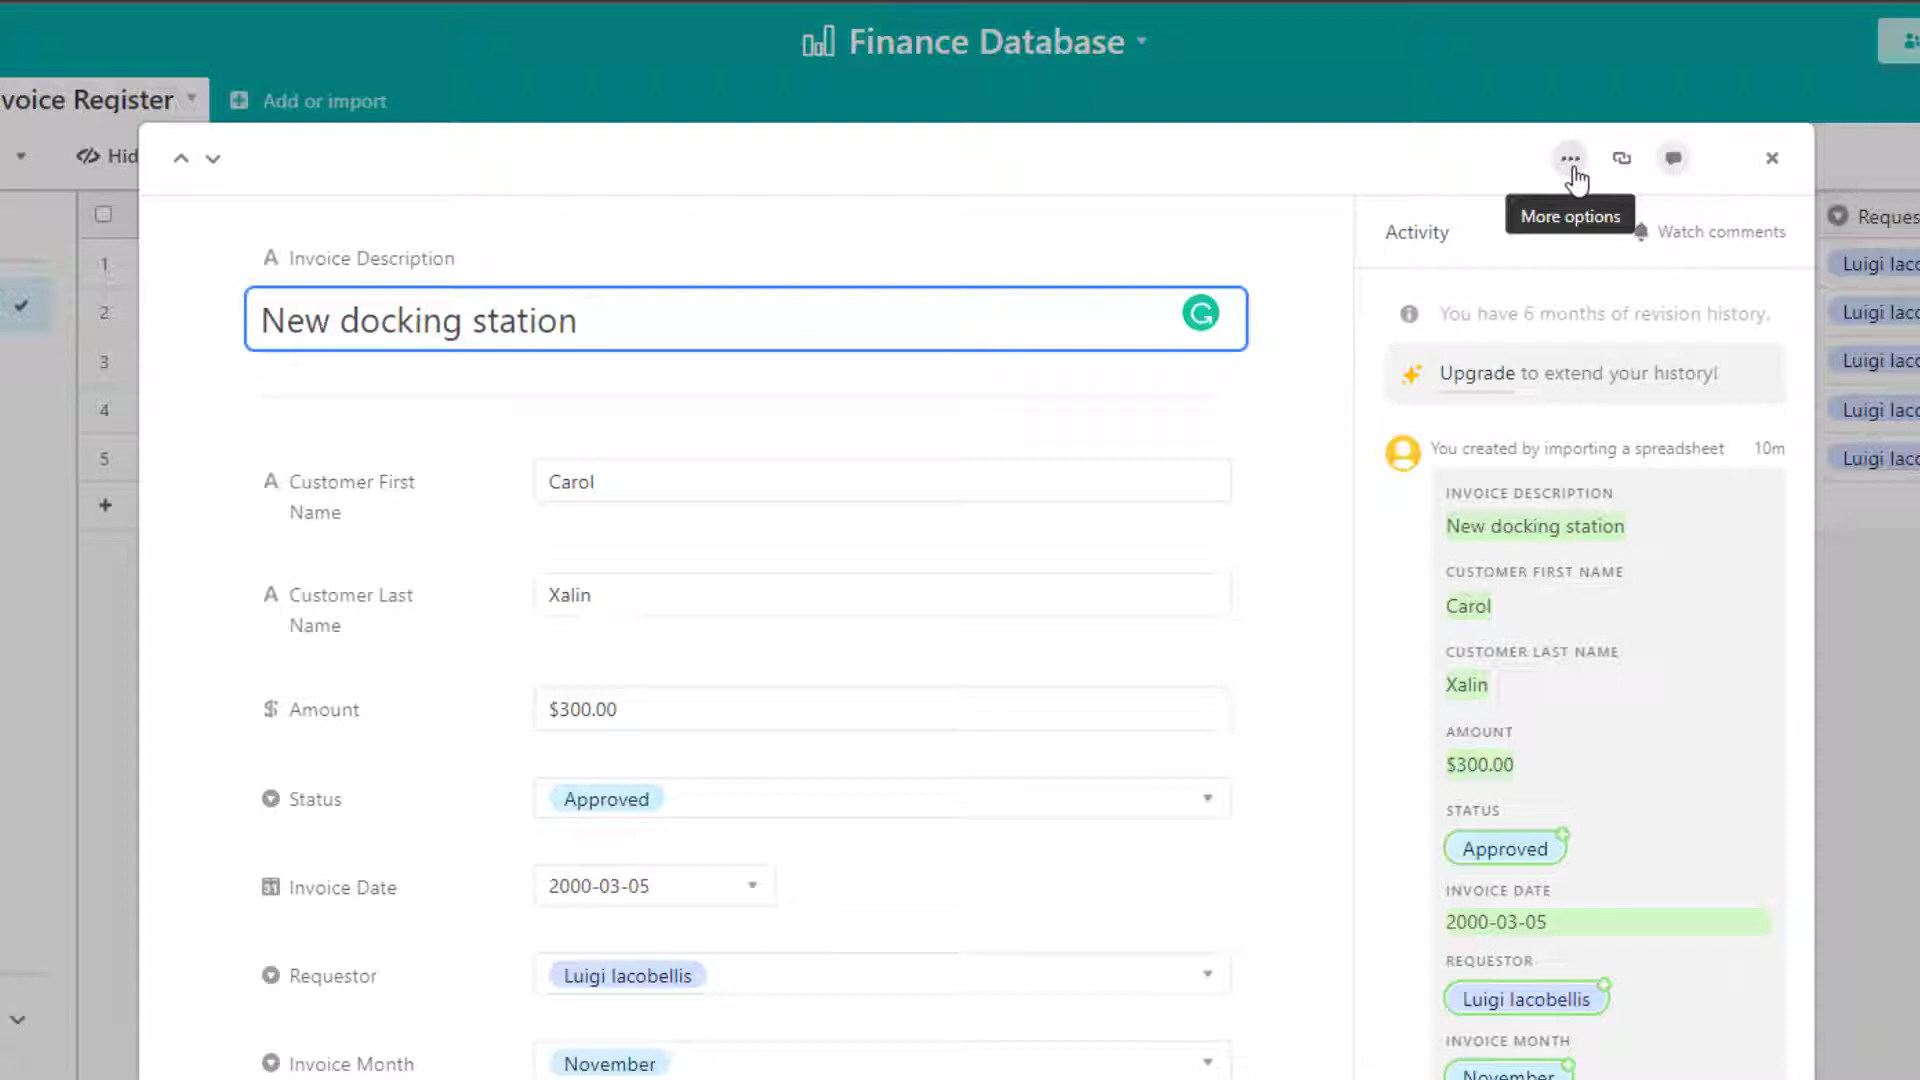 Finance Database
voice Register
Add or import
Hid
More options
Activity
Watch comments
Reques
1
2
3
4
5
Invoice Description
New docking station
Customer First
Name
Carol
Customer Last
Name
Xalin
Amount
$300.00
Status
Approved
Invoice Date
2000-03-05
Requestor
Luigi Iacobellis
Invoice Month
November
You have 6 months of revision history.
Upgrade to extend your history!
You created by importing a spreadsheet 10m
INVOICE DESCRIPTION
New docking station
CUSTOMER FIRST NAME
Carol
CUSTOMER LAST NAME
Xalin
AMOUNT
$300.00
STATUS
Approved
INVOICE DATE
2000-03-05
REQUESTOR
Luigi Iacobellis
INVOICE MONTH
November
Luigi Iaco
Luigi Iaco
Luigi Iaco
Luigi Iaco
Luigi Iaco